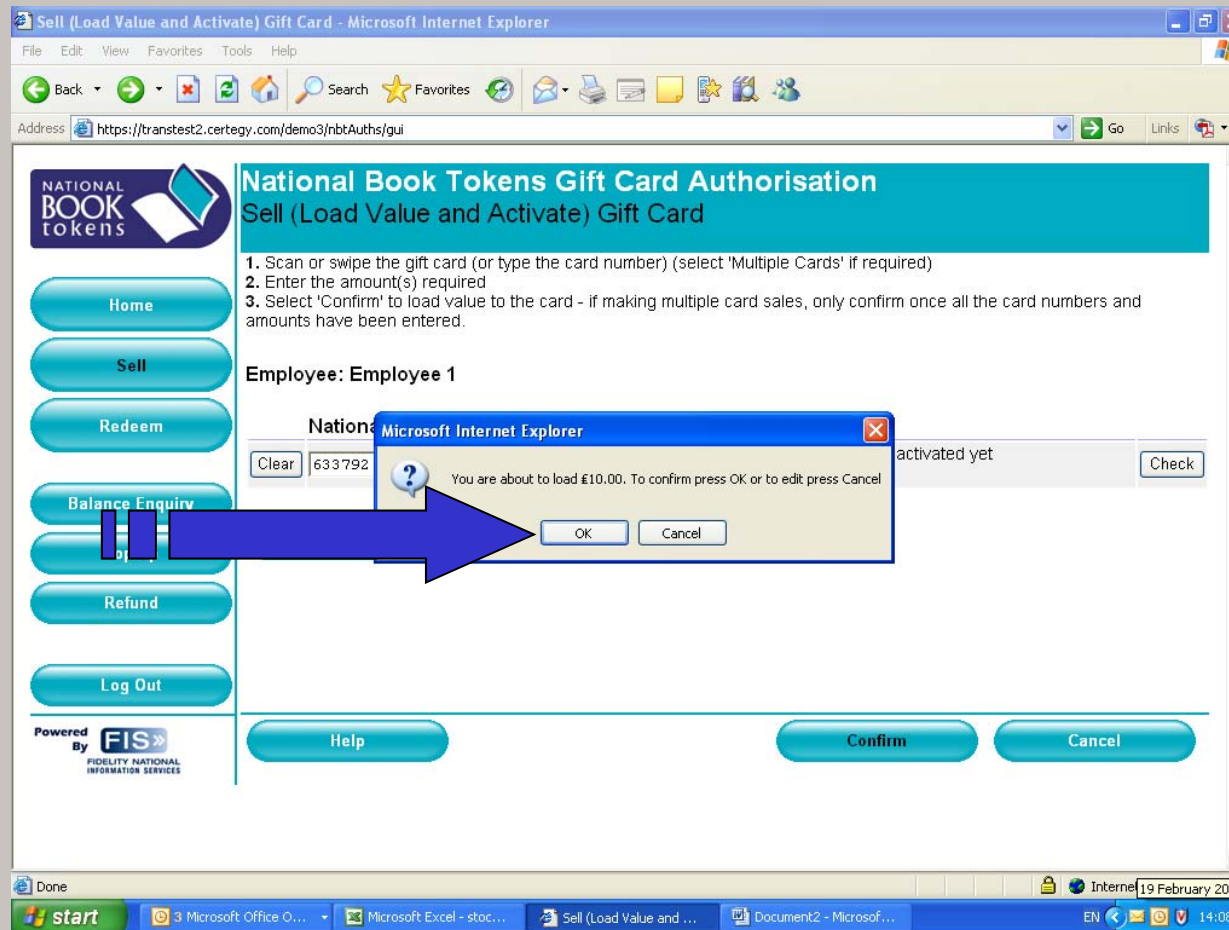 Sell (Load Value and Activate) Gift Card - Microsoft Internet Explorer
File Edit View Favorites Tools Help
Back Search Favorites
Address https://transtest2.certegy.com/demo3/nbtAuths/gui Go Links
NATIONAL
BOOK
tokens
National Book Tokens Gift Card Authorisation
Sell (Load Value and Activate) Gift Card
1. Scan or swipe the gift card (or type the card number) (select 'Multiple Cards' if required)
2. Enter the amount(s) required
3. Select 'Confirm' to load value to the card - if making multiple card sales, only confirm once all the card numbers and
amounts have been entered.
Home
Sell
Redeem
Balance Enquiry
Refund
Log Out
Employee: Employee 1
Microsoft Internet Explorer
Clear 633792 activated yet Check
You are about to load £10.00. To confirm press OK or to edit press Cancel
OK Cancel
Powered
By FIS
FIDELITY NATIONAL
INFORMATION SERVICES
Help Confirm Cancel
Done
19 February 20
start 3 Microsoft Office O... Microsoft Excel - stoc... Sell (Load Value and ... Document2 - Microsof... EN 14:08